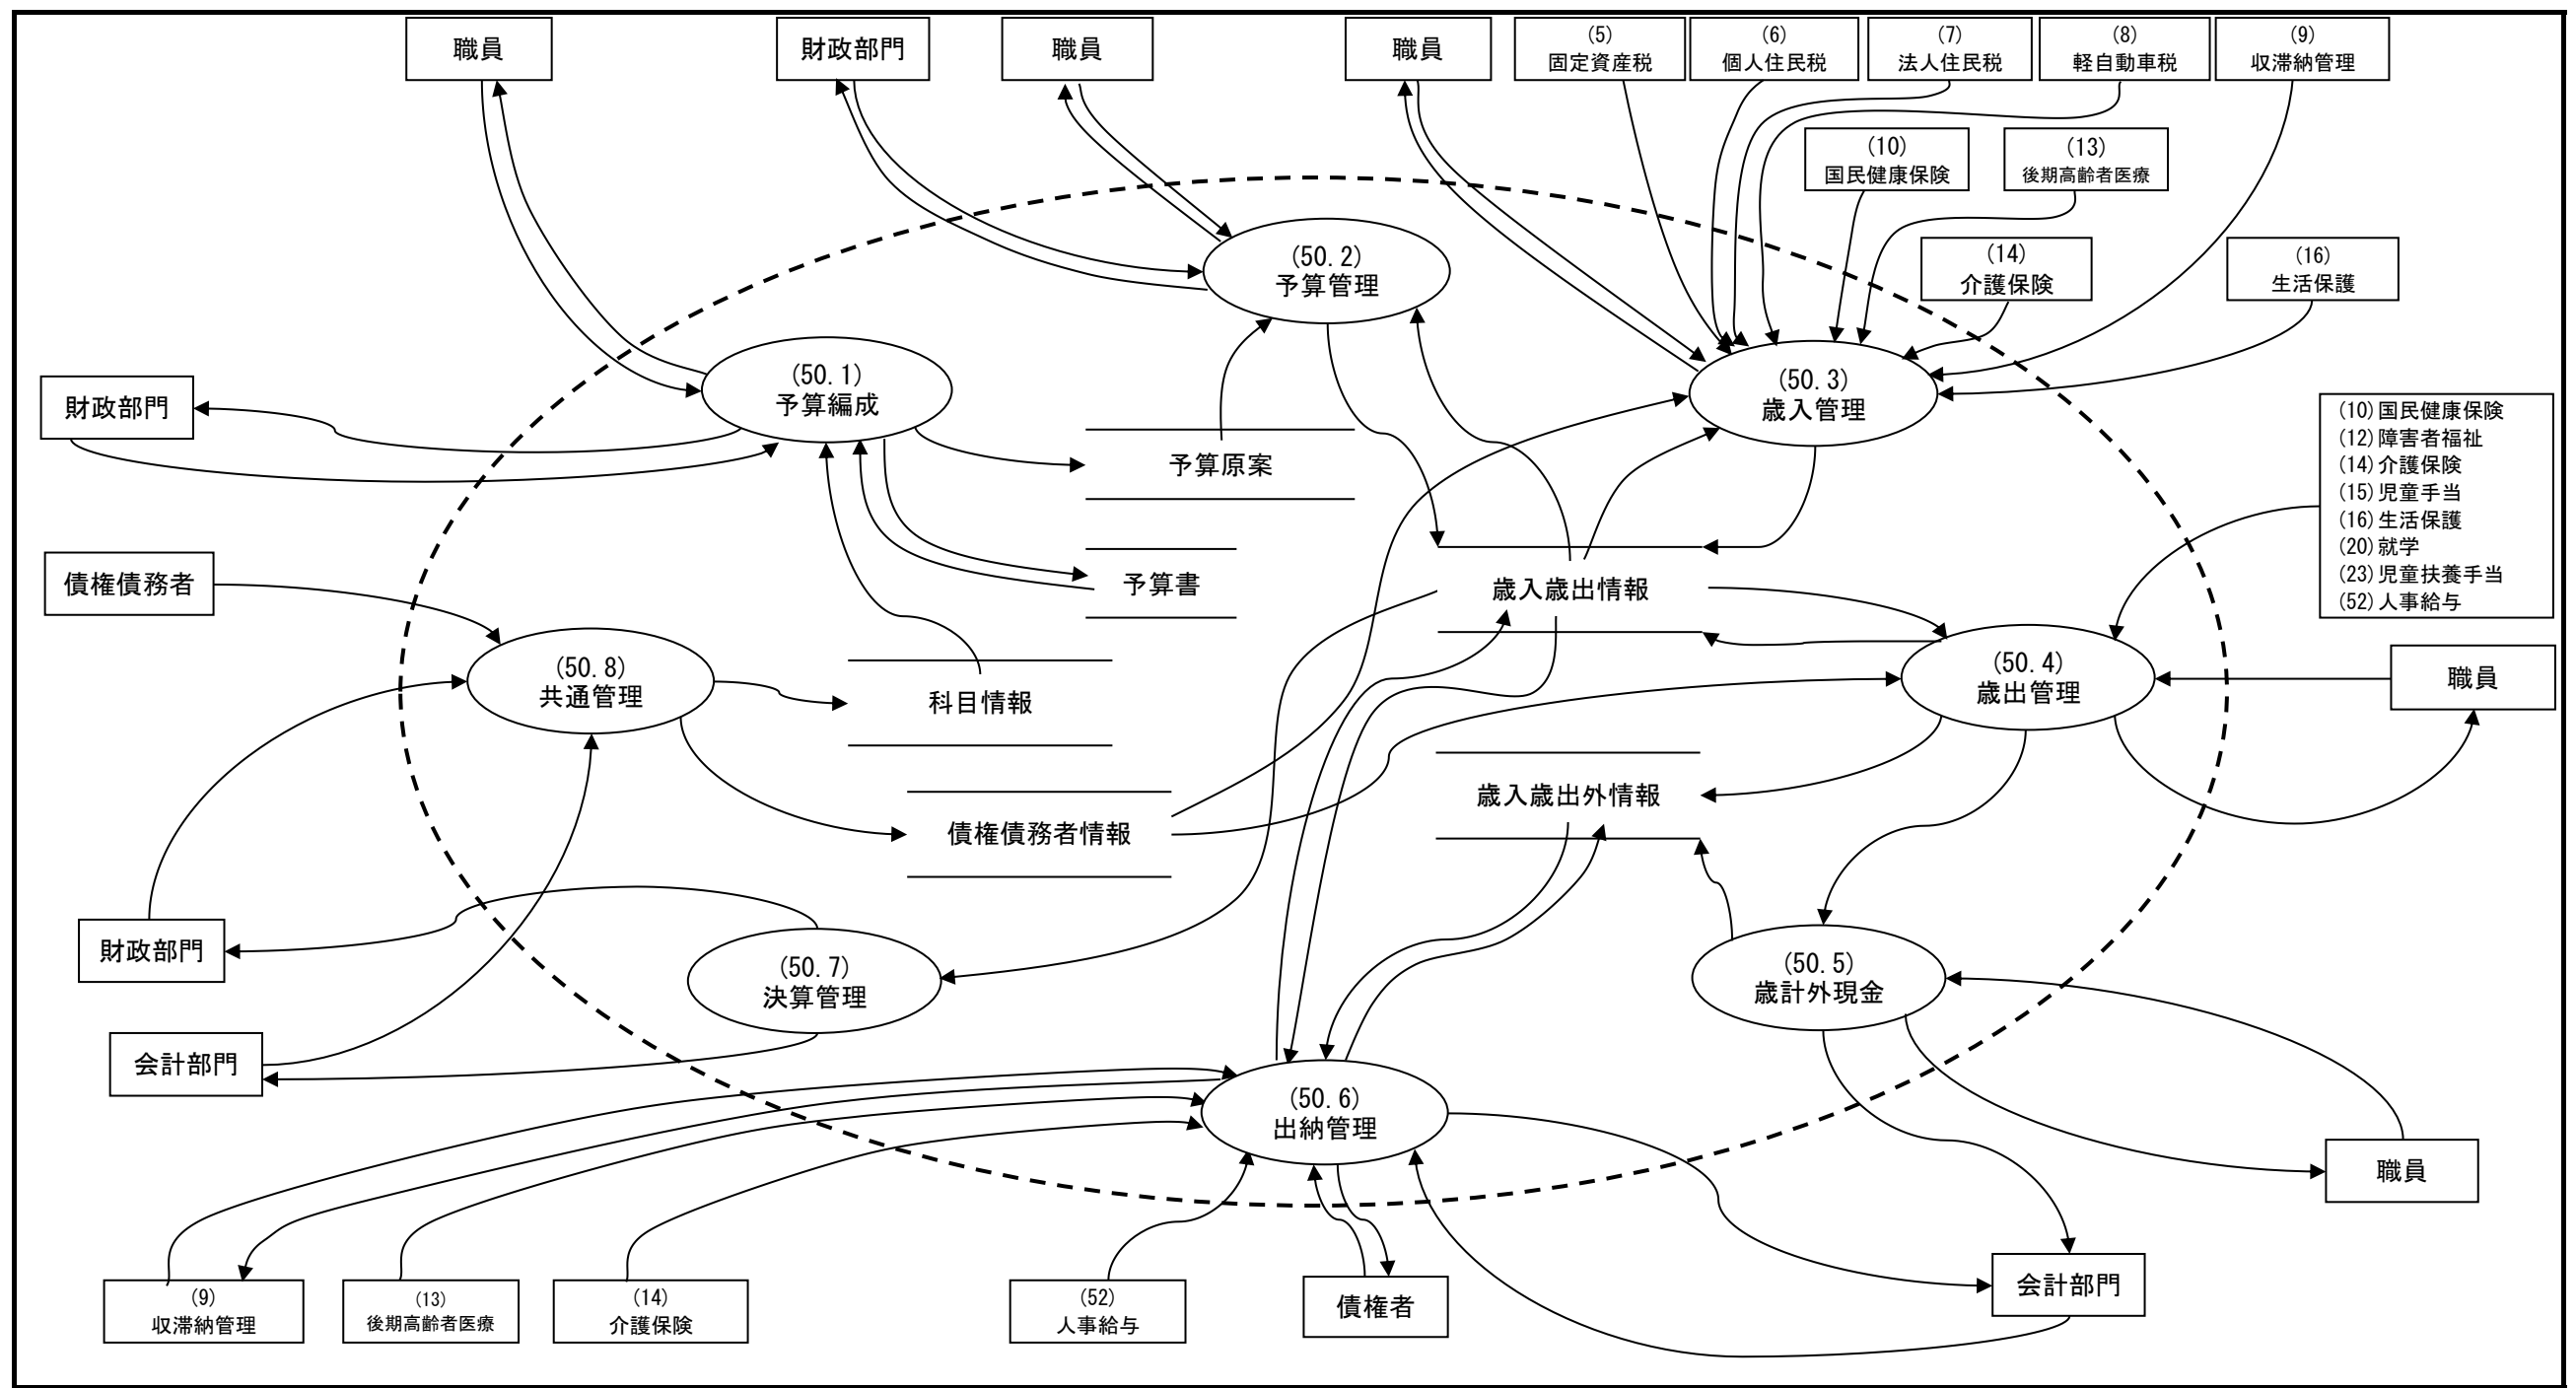 職員
財政部門
職員
職員
(5)
固定資産税
(6)
個人住民税
(7)
法人住民税
(8)
軽自動車税
(9)
収滞納管理
(10)
国民健康保険
(13)
後期高齢者医療
(50.2)
予算管理
(14)
介護保険
(16)
生活保護
(50.1)
予算編成
(50.3)
歳入管理
財政部門
(10)国民健康保険
(12)障害者福祉
(14)介護保険
(15)児童手当
(16)生活保護
(20)就学
(23)児童扶養手当
(52)人事給与
予算原案
債権債務者
予算書
歳入歳出情報
(50.8)
共通管理
科目情報
(50.4)
歳出管理
職員
歳入歳出外情報
債権債務者情報
財政部門
(50.7)
決算管理
(50.5)
歳計外現金
会計部門
(50.6)
出納管理
職員
(9)
収滞納管理
(13)
後期高齢者医療
(14)
介護保険
(52)
人事給与
債権者
会計部門